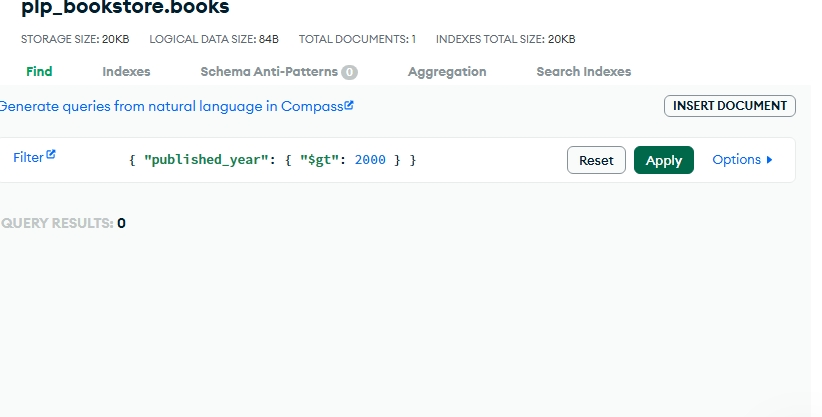 plp_bookstore.books
STORAGE SIZE: 20KB LOGICAL DATA SIZE: 84B TOTAL DOCUMENTS: 1 INDEXES TOTAL SIZE: 20KB
Find Indexes Schema Anti-Patterns 0 Aggregation Search Indexes
Generate queries from natural language in Compass
INSERT DOCUMENT
Filter { "published_year": { "$gt": 2000 } } Reset Apply Options
QUERY RESULTS: 0